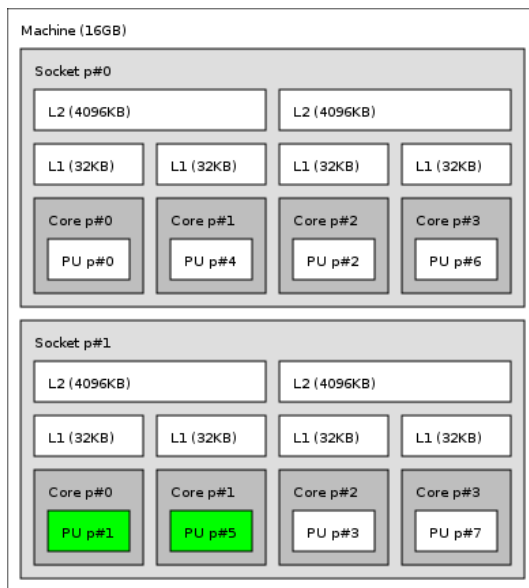 Machine (16GB)
Socket p#0
L2 (4096KB) L2 (4096KB)
L1 (32KB) L1 (32KB) L1 (32KB) L1 (32KB)
Core p#0 Core p#1 Core p#2 Core p#3
PU p#0 PU p#4 PU p#2 PU p#6
Socket p#1
L2 (4096KB) L2 (4096KB)
L1 (32KB) L1 (32KB) L1 (32KB) L1 (32KB)
Core p#0 Core p#1 Core p#2 Core p#3
PU p#1 PU p#5 PU p#3 PU p#7